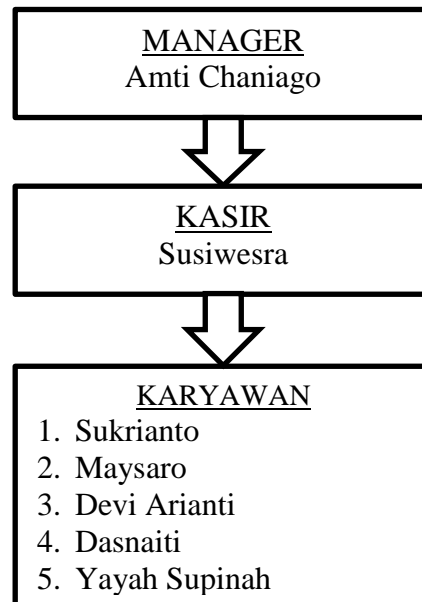 MANAGER
Amti Chaniago
KASIR
Susiwesra
KARYAWAN
1. Sukrianto
2. Maysaro
3. Devi Arianti
4. Dasnaiti
5. Yayah Supinah